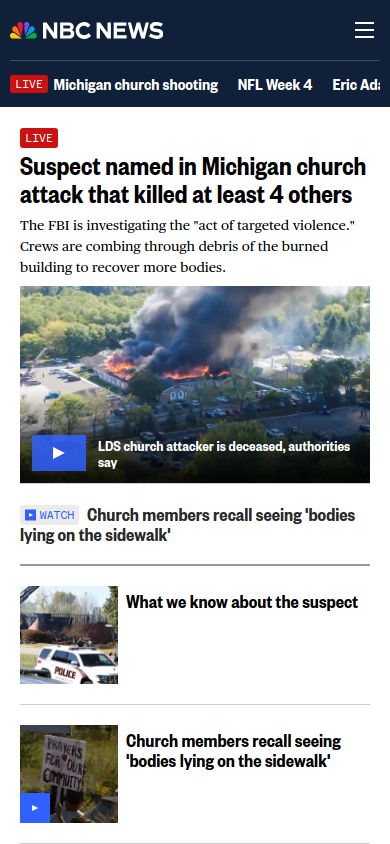 NBC NEWS
LIVE Michigan church shooting NFL Week 4 Eric Ada
LIVE
Suspect named in Michigan church
attack that killed at least 4 others
The FBI is investigating the "act of targeted violence."
Crews are combing through debris of the burned
building to recover more bodies.
LDS church attacker is deceased, authorities
say
WATCH Church members recall seeing 'bodies
lying on the sidewalk'
What we know about the suspect
POLICE
Church members recall seeing
'bodies lying on the sidewalk'
PRAYERS
FOR OUR
COMMUNITY